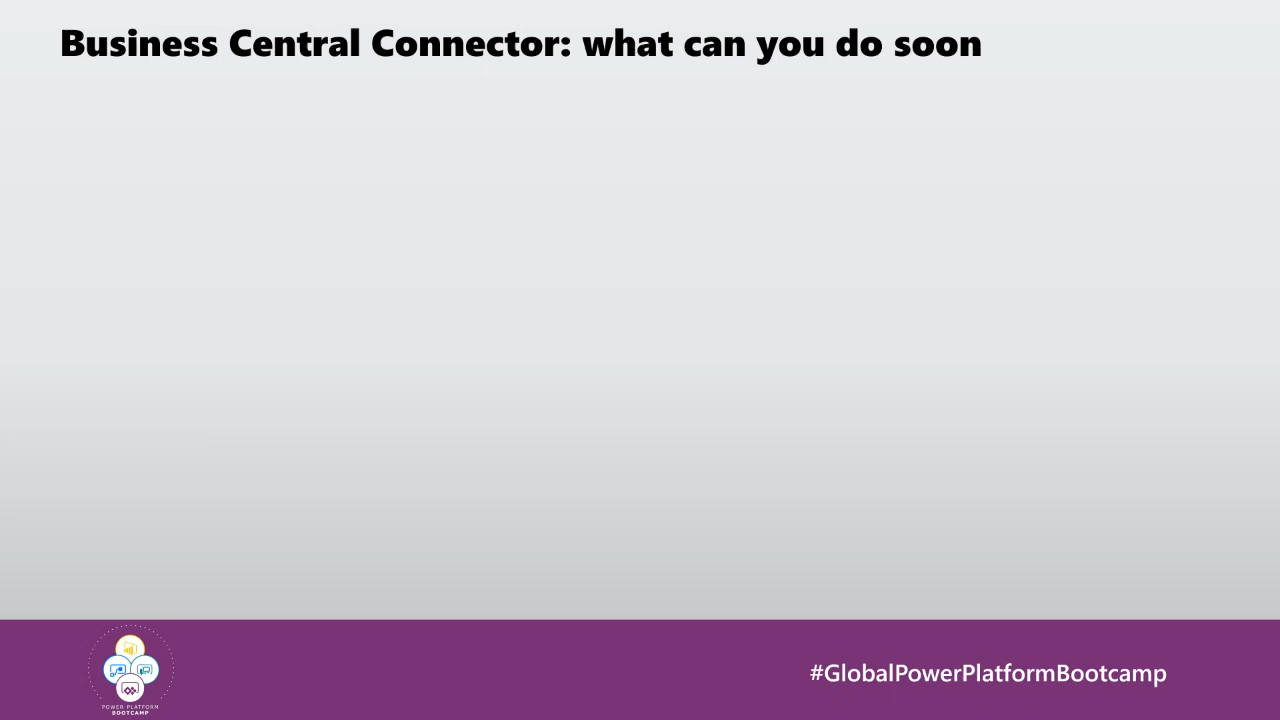 Business Central Connector: what can you do soon
#GlobalPowerPlatformBootcamp
POWER PLATFORM
BOOTCAMP